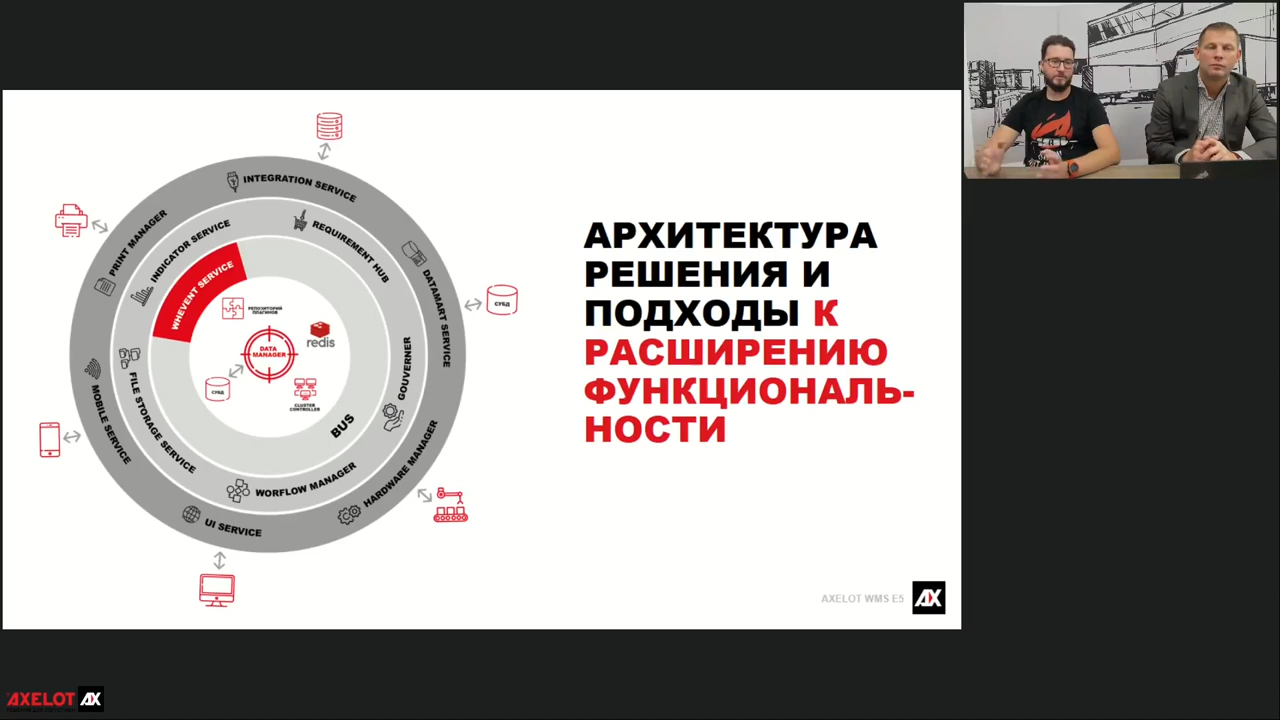 INTEGRATION SERVICE
PRINT MANAGER
INDICATOR SERVICE
REQUIREMENT HUB
DATAMART SERVICE
WHEVENT SERVICE
РЕПОЗИТОРИЙ
ПЛАГИНОВ
redis
DATA
MANAGER
СУБД
СУБД
CLUSTER
CONTROLLER
GOUVERNER
BUS
FILE STORAGE SERVICE
MOBILE SERVICE
WORFLOW MANAGER
HARDWARE MANAGER
UI SERVICE
АРХИТЕКТУРА
РЕШЕНИЯ И
ПОДХОДЫ К
РАСШИРЕНИЮ
ФУНКЦИОНАЛЬ-
НОСТИ
AXELOT WMS E5
AX
AXELOT AX